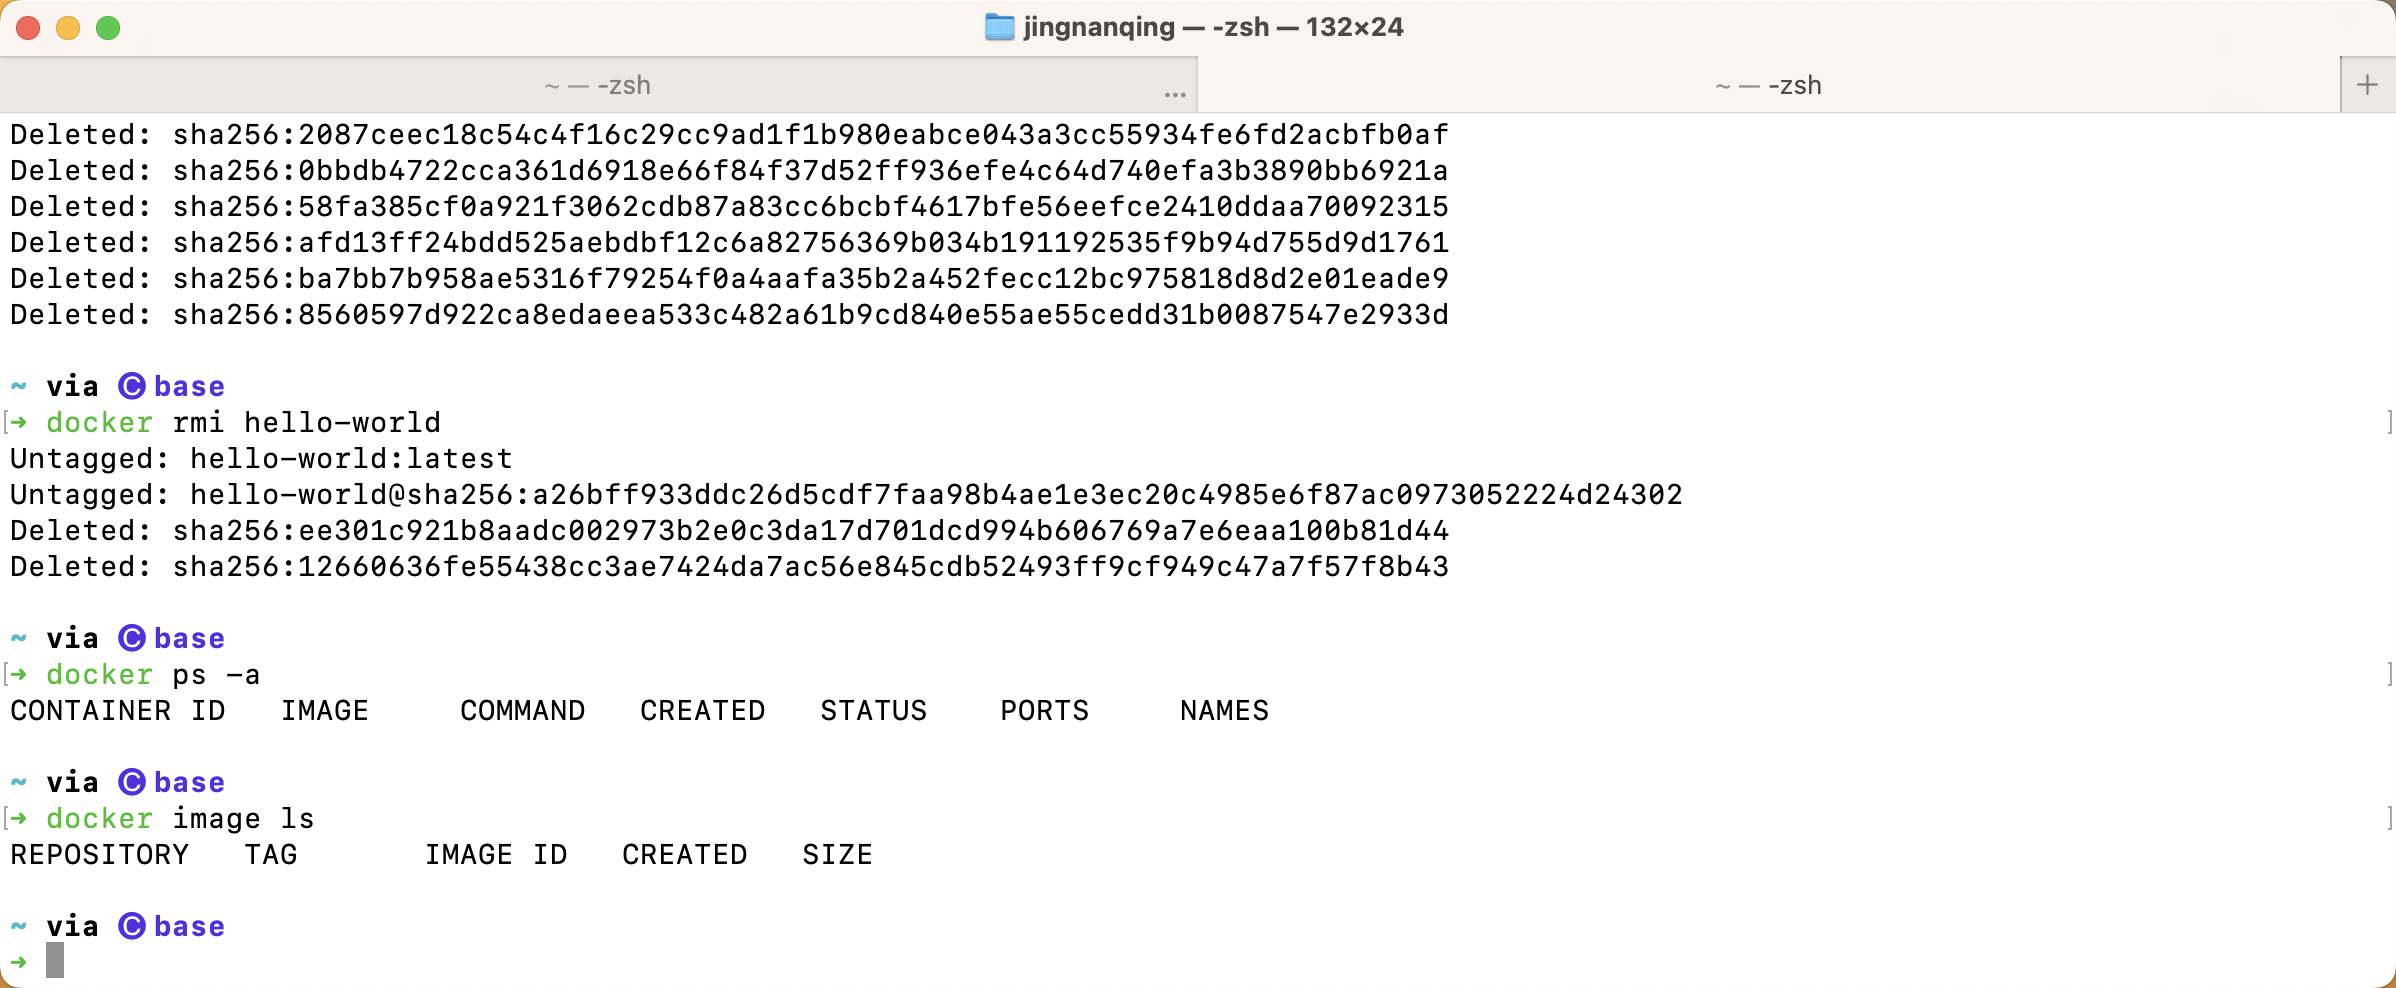 jingnanqing — -zsh — 132×24
~ — -zsh ... ~ — -zsh +
Deleted: sha256:2087ceec18c54c4f16c29cc9ad1f1b980eabce043a3cc55934fe6fd2acbfb0af
Deleted: sha256:0bbdb4722cca361d6918e66f84f37d52ff936efe4c64d740efa3b3890bb6921a
Deleted: sha256:58fa385cf0a921f3062cdb87a83cc6bcbf4617bfe56eefce2410ddaa70092315
Deleted: sha256:afd13ff24bdd525aebdbf12c6a82756369b034b191192535f9b94d755d9d1761
Deleted: sha256:ba7bb7b958ae5316f79254f0a4aafa35b2a452fecc12bc975818d8d2e01eade9
Deleted: sha256:8560597d922ca8edaeea533c482a61b9cd840e55ae55cedd31b0087547e2933d
~ via 🅒 base
[➜ docker rmi hello-world ]
Untagged: hello-world:latest
Untagged: hello-world@sha256:a26bff933ddc26d5cdf7faa98b4ae1e3ec20c4985e6f87ac0973052224d24302
Deleted: sha256:ee301c921b8aadc002973b2e0c3da17d701dcd994b606769a7e6eaa100b81d44
Deleted: sha256:12660636fe55438cc3ae7424da7ac56e845cdb52493ff9cf949c47a7f57f8b43
~ via 🅒 base
[➜ docker ps -a ]
CONTAINER ID IMAGE COMMAND CREATED STATUS PORTS NAMES
~ via 🅒 base
[➜ docker image ls ]
REPOSITORY TAG IMAGE ID CREATED SIZE
~ via 🅒 base
➜